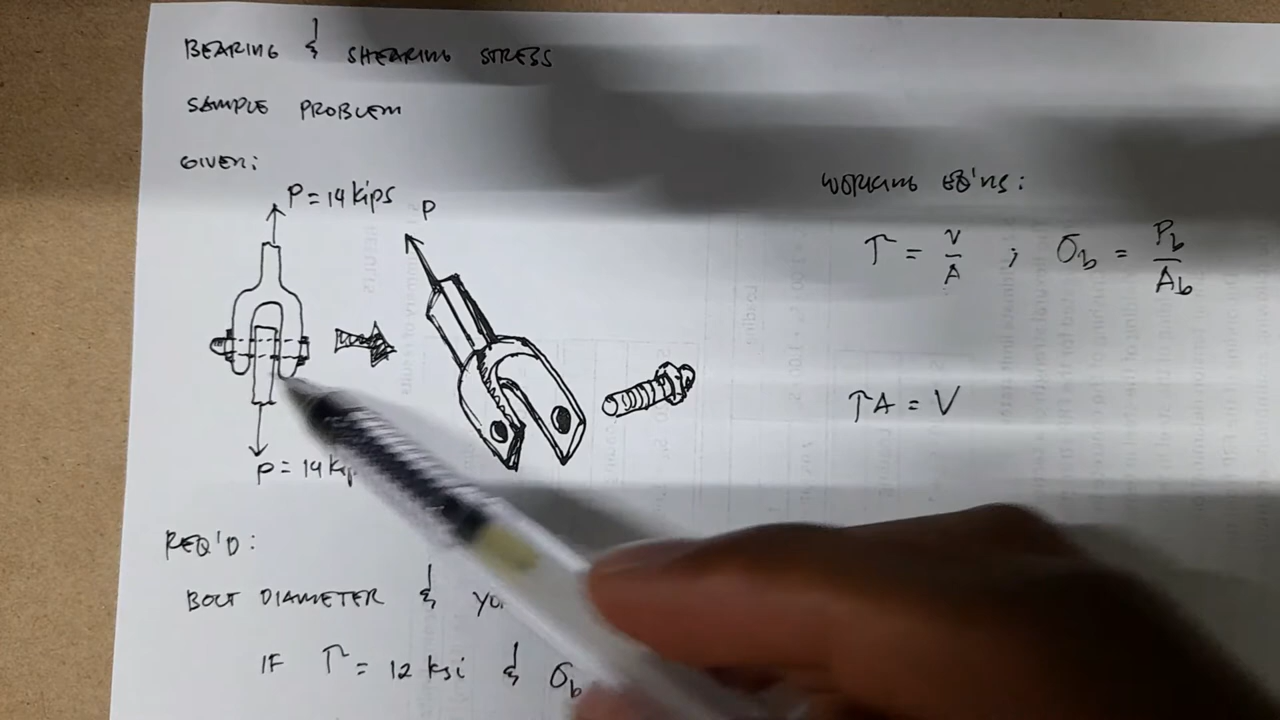 BEARING & SHEARING STRESS
SAMPLE PROBLEM
GIVEN:
P = 14 kips
P
P = 14
REQ'D:
BOLT DIAMETER &
IF τ = 12 ksi & σb
WORKING EQ'NS:
τ = V/A ; σb = Pb/Ab
τA = V